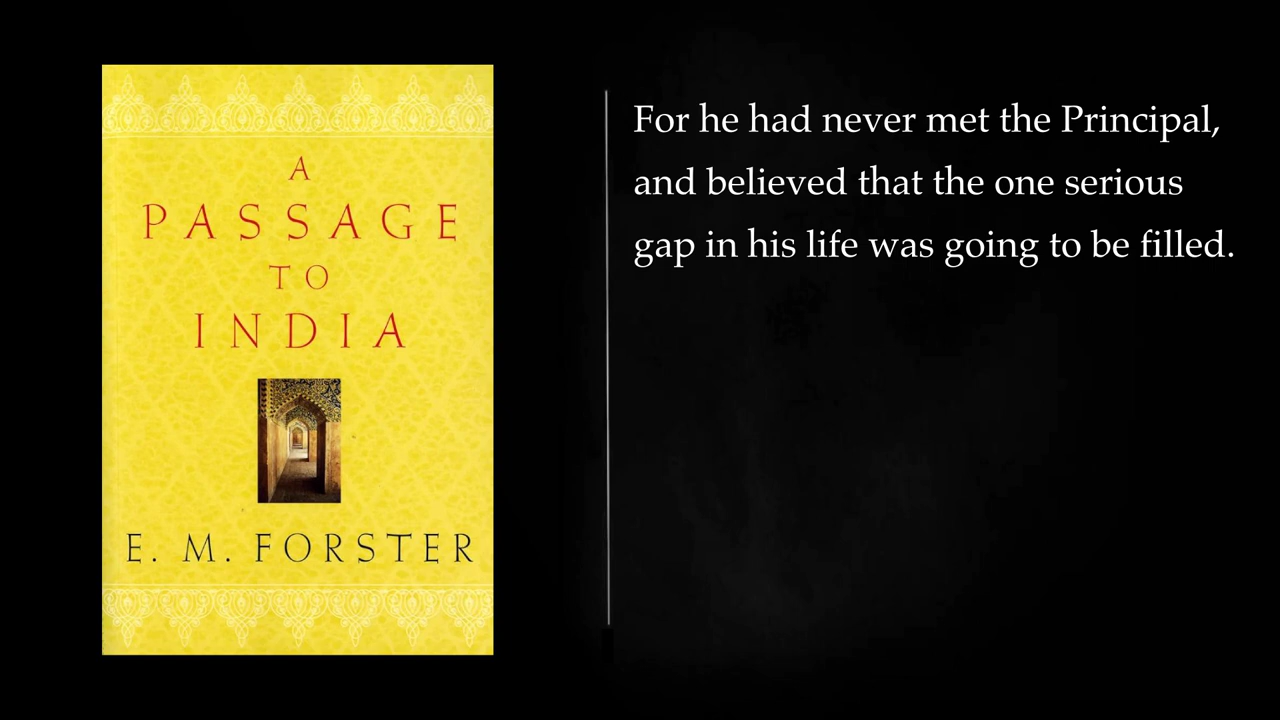 A
PASSAGE
TO
INDIA
E. M. FORSTER
For he had never met the Principal,
and believed that the one serious
gap in his life was going to be filled.